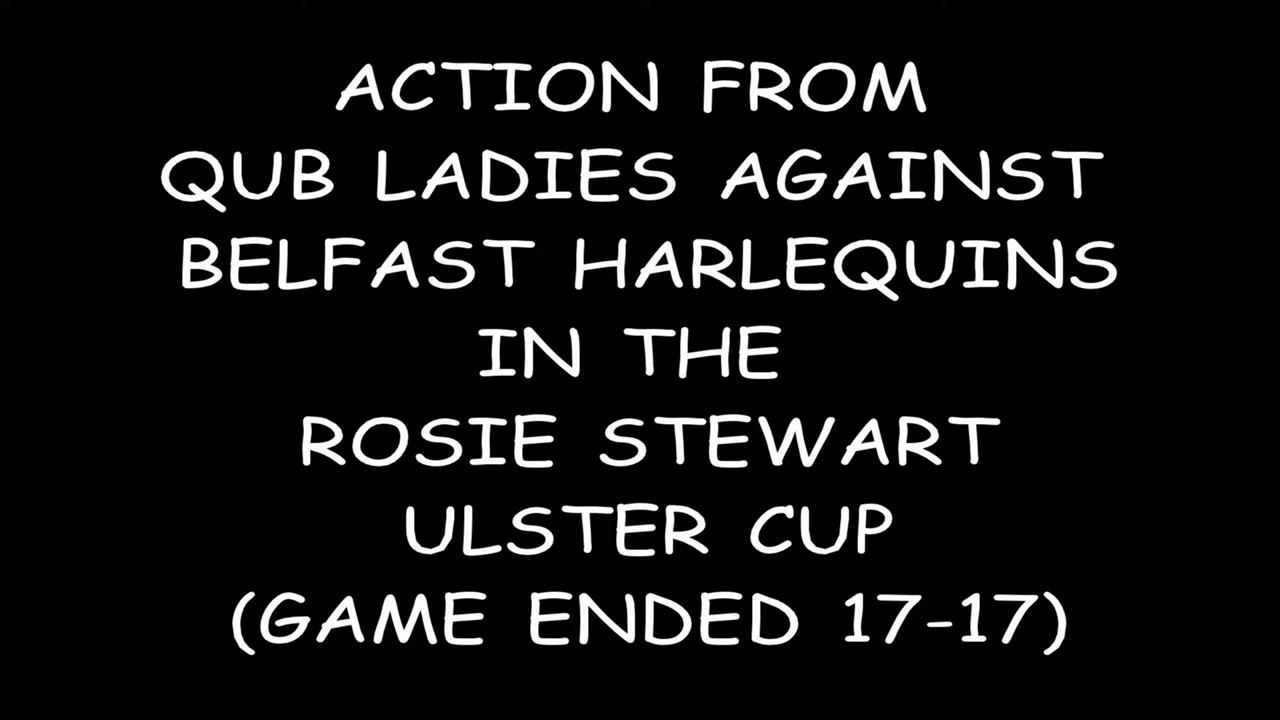 ACTION FROM
QUB LADIES AGAINST
BELFAST HARLEQUINS
IN THE
ROSIE STEWART
ULSTER CUP
(GAME ENDED 17-17)